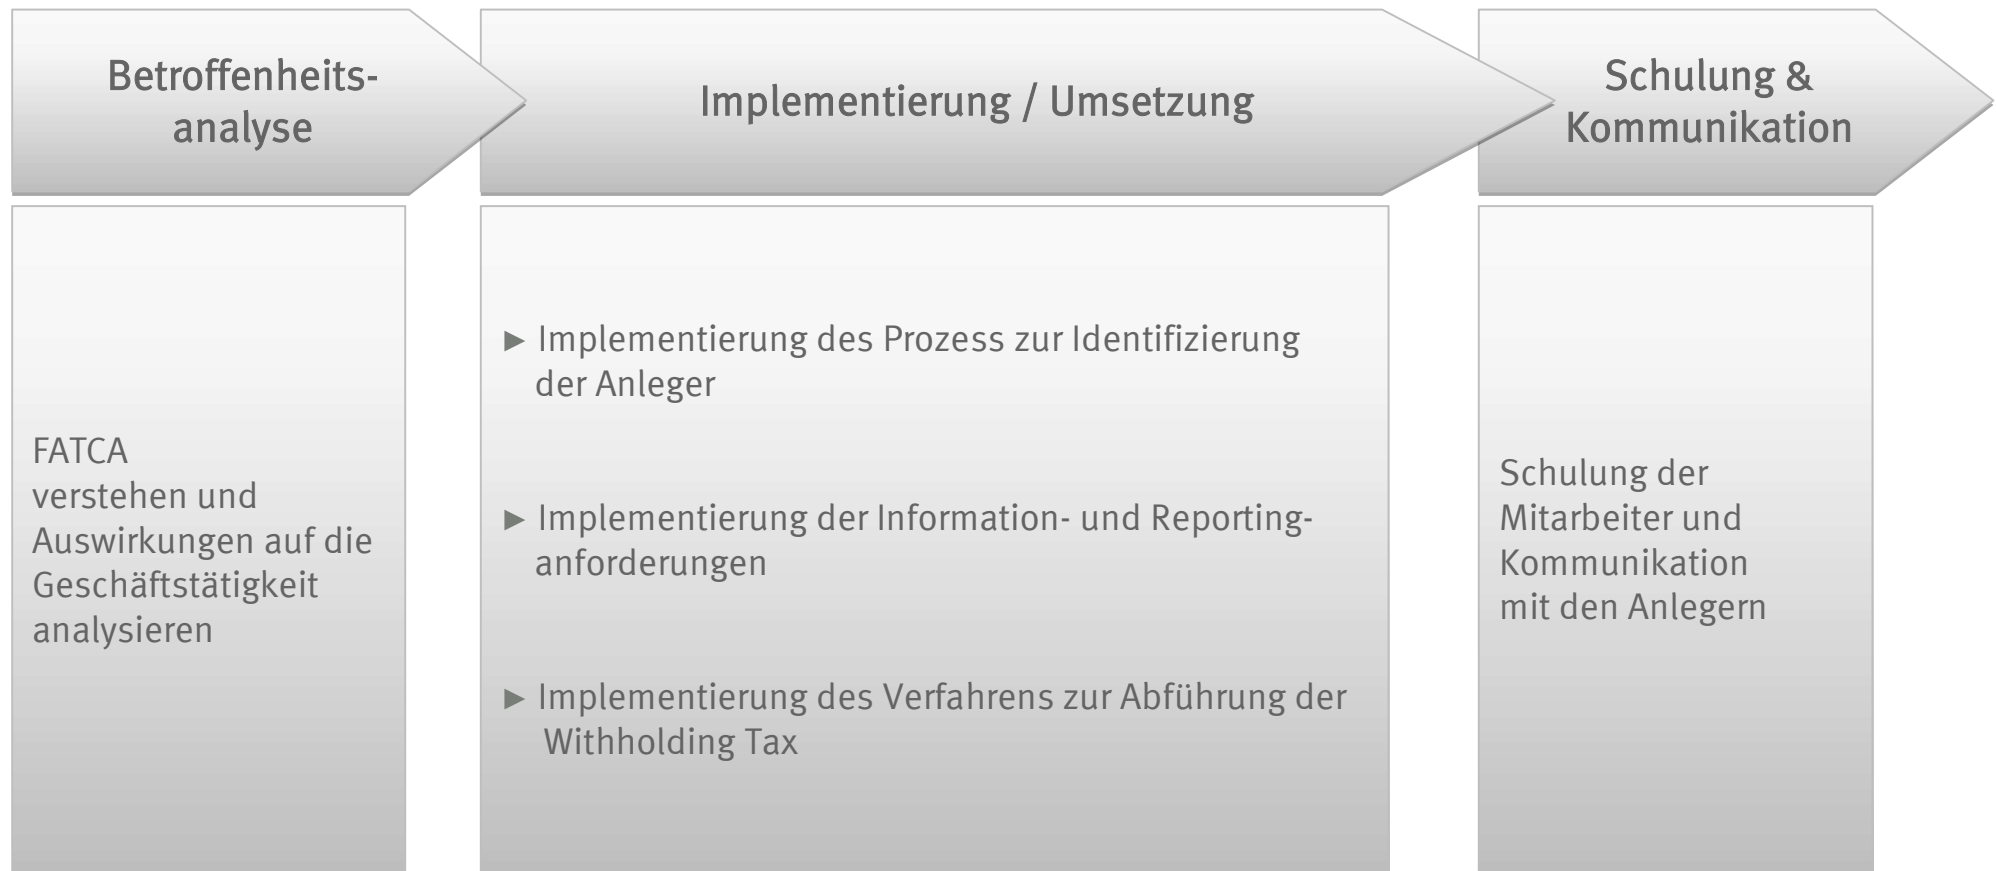 Betroffenheits-
analyse
Implementierung / Umsetzung
Schulung &
Kommunikation
FATCA
verstehen und
Auswirkungen auf die
Geschäftstätigkeit
analysieren
► Implementierung des Prozess zur Identifizierung
der Anleger
► Implementierung der Information- und Reporting-
anforderungen
► Implementierung des Verfahrens zur Abführung der
Withholding Tax
Schulung der
Mitarbeiter und
Kommunikation
mit den Anlegern